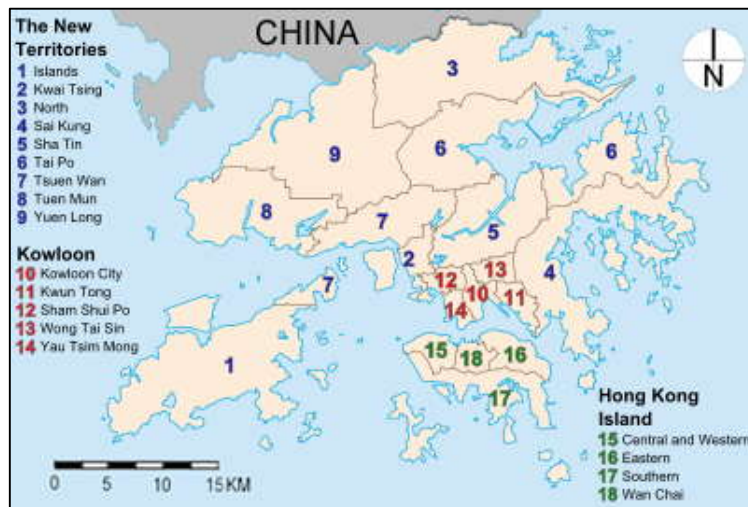 The New
Territories
1 Islands
2 Kwai Tsing
3 North
4 Sai Kung
5 Sha Tin
6 Tai Po
7 Tsuen Wan
8 Tuen Mun
9 Yuen Long
Kowloon
10 Kowloon City
11 Kwun Tong
12 Sham Shui Po
13 Wong Tai Sin
14 Yau Tsim Mong
CHINA
N
3
6
6
9
8
7
5
2
13
4
12
10
11
7
14
1
15
18
16
17
Hong Kong
Island
15 Central and Western
16 Eastern
17 Southern
18 Wan Chai
0 5 10 15 KM